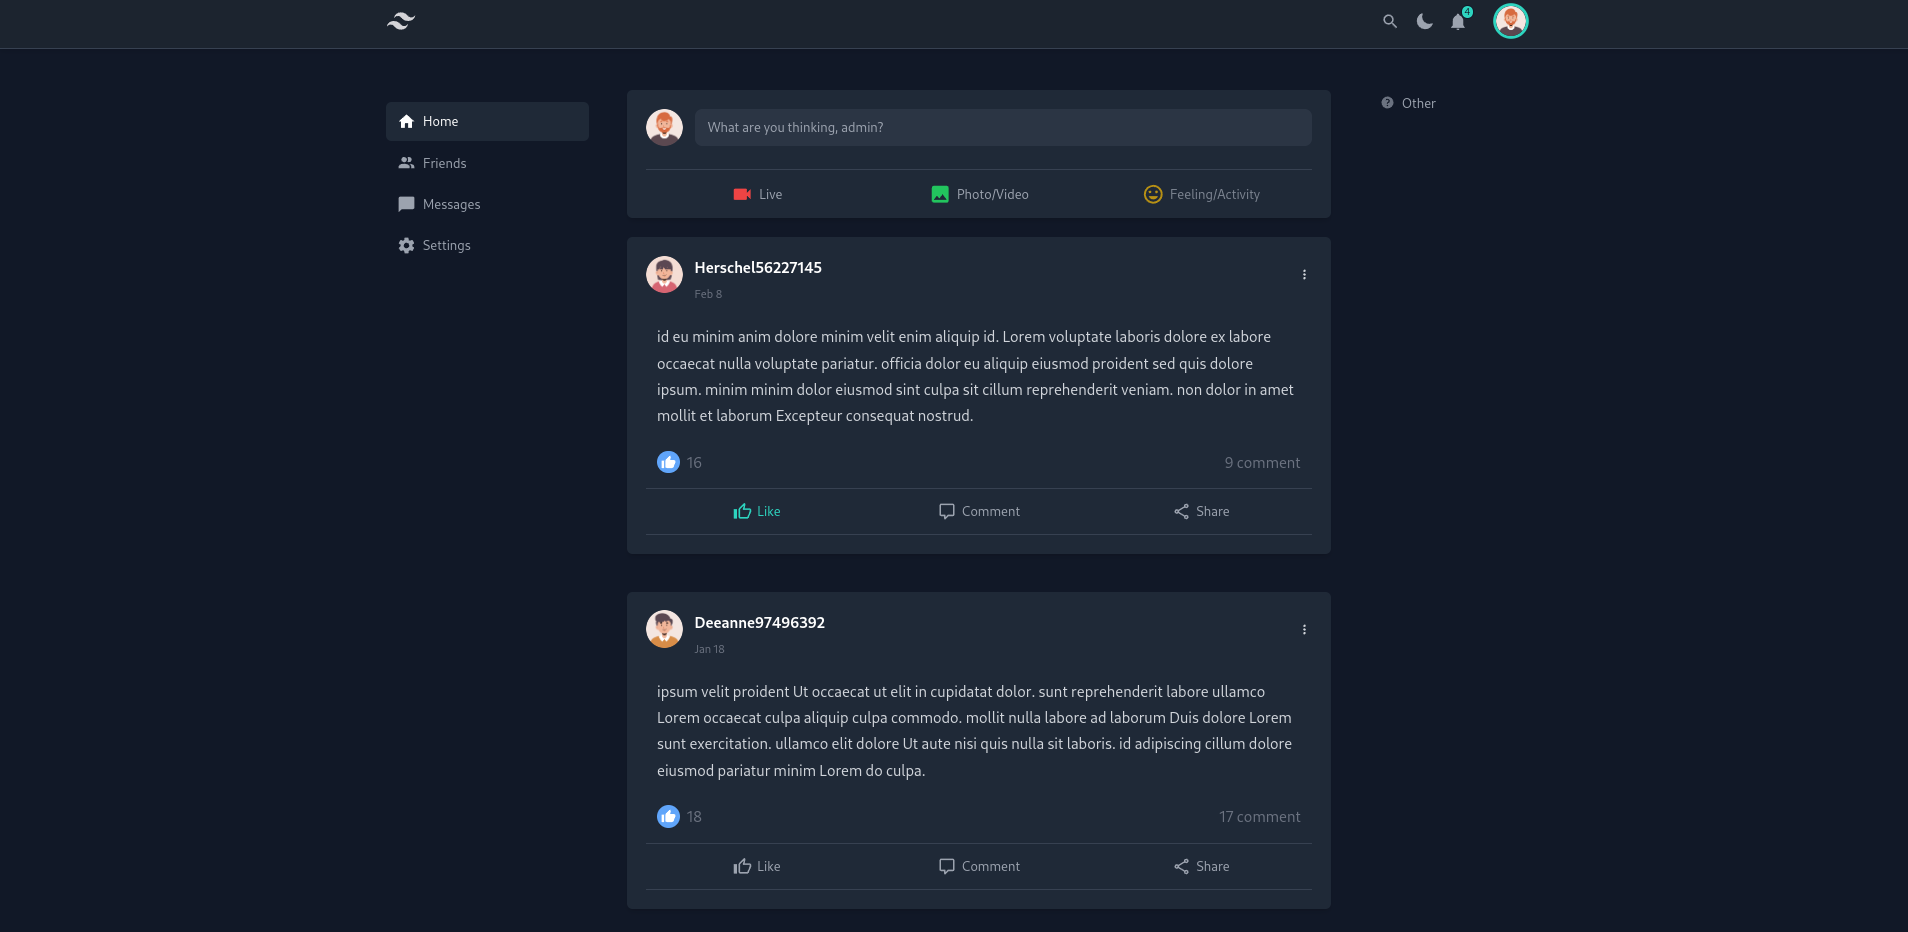 4
Home
Friends
Messages
Settings
What are you thinking, admin?
Live
Photo/Video
Feeling/Activity
Other
Herschel56227145
Feb 8
id eu minim anim dolore minim velit enim aliquip id. Lorem voluptate laboris dolore ex labore
occaecat nulla voluptate pariatur. officia dolor eu aliquip eiusmod proident sed quis dolore
ipsum. minim minim dolor eiusmod sint culpa sit cillum reprehenderit veniam. non dolor in amet
mollit et laborum Excepteur consequat nostrud.
16
9 comment
Like
Comment
Share
Deeanne97496392
Jan 18
ipsum velit proident Ut occaecat ut elit in cupidatat dolor. sunt reprehenderit labore ullamco
Lorem occaecat culpa aliquip culpa commodo. mollit nulla labore ad laborum Duis dolore Lorem
sunt exercitation. ullamco elit dolore Ut aute nisi quis nulla sit laboris. id adipiscing cillum dolore
eiusmod pariatur minim Lorem do culpa.
18
17 comment
Like
Comment
Share